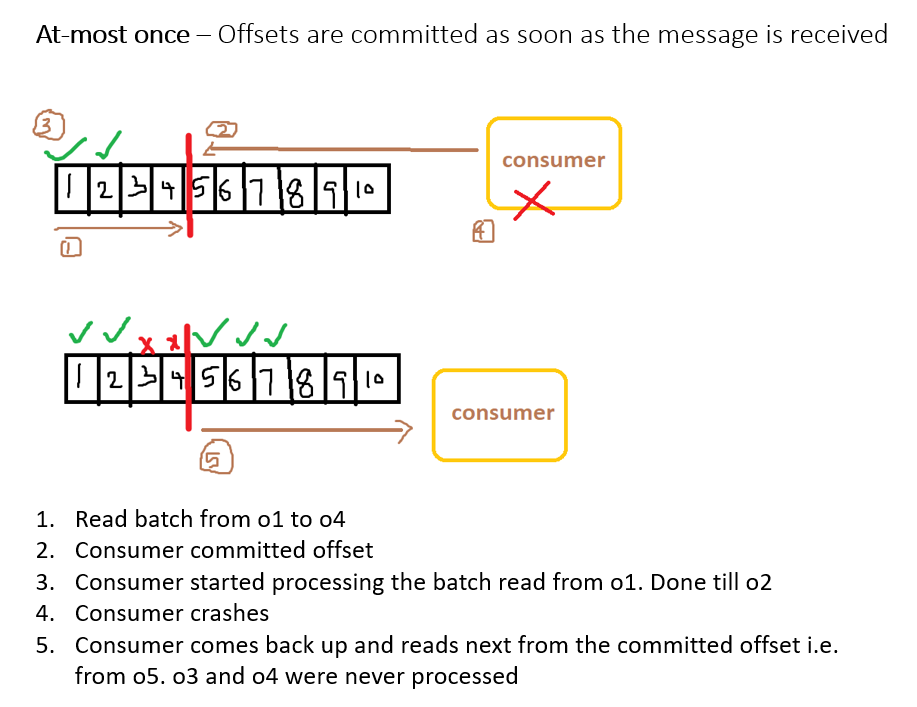 At-most once – Offsets are committed as soon as the message is received
3
2
consumer
1 2 3 4 5 6 7 8 9 10
4
1
1 2 3 4 5 6 7 8 9 10
consumer
5
1. Read batch from o1 to o4
2. Consumer committed offset
3. Consumer started processing the batch read from o1. Done till o2
4. Consumer crashes
5. Consumer comes back up and reads next from the committed offset i.e.
from o5. o3 and o4 were never processed